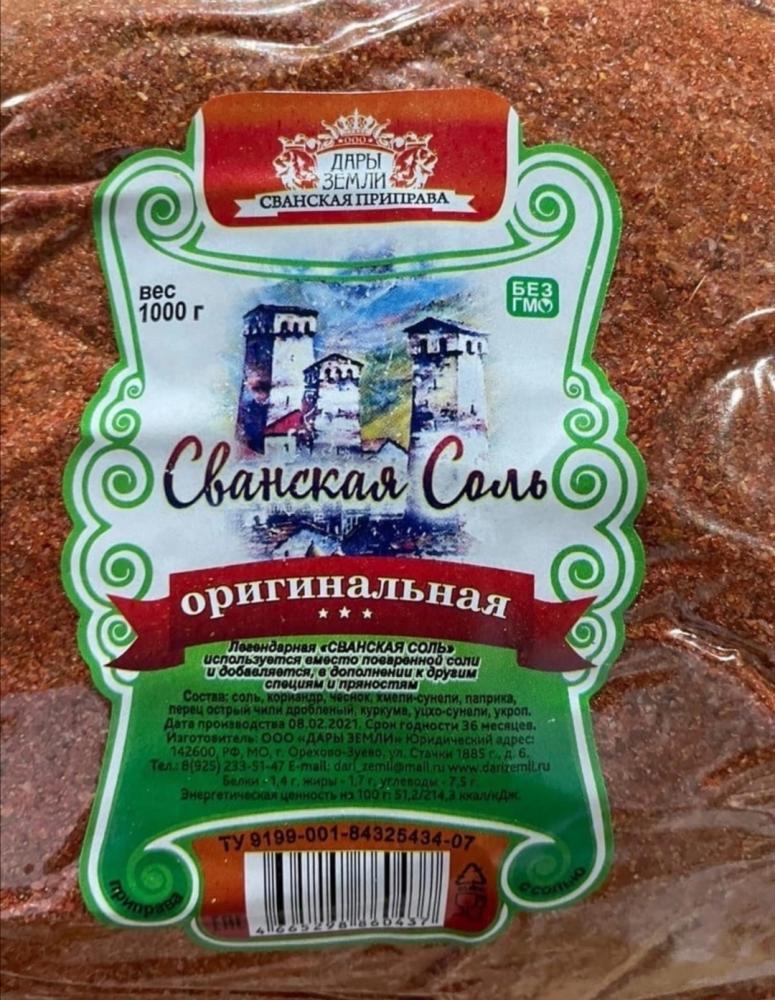 ДАРЫ
ЗЕМЛИ
СВАНСКАЯ ПРИПРАВА
вес
1000 г
БЕЗ
ГМО
Сванская Соль
оригинальная
Легендарная «СВАНСКАЯ СОЛЬ»
используется вместо поваренной соли
и добавляется, в дополнении к другим
специям и пряностям
Состав: соль, кориандр, чеснок, хмели-сунели, паприка,
перец острый чили дробленый, куркума, уцхо-сунели, укроп.
Дата производства 08.02.2021. Срок годности 36 месяцев.
Изготовитель: ООО «ДАРЫ ЗЕМЛИ» Юридический адрес:
142600, РФ, МО, г. Орехово-Зуево, ул. Стачки 1885 г., д. 6.
Тел.: 8(925) 233-51-47 E-mail: dari_zemli@mail.ru www.darizemli.ru
Белки - 1,4 г, жиры - 1,7 г, углеводы - 7,5 г.
Энергетическая ценность на 100 г: 51,2/214,3 ккал/кДж.
ТУ 9199-001-84325434-07
приправа
с солью
EAC
4665298860437